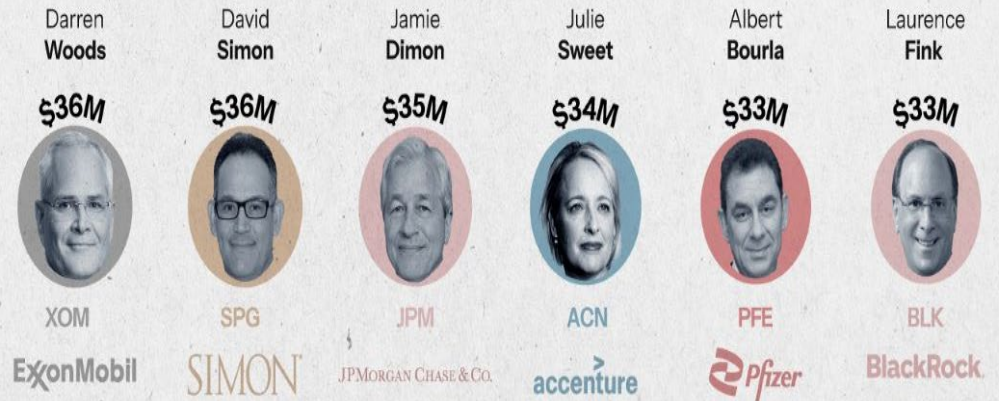 Darren
Woods
$36M
XOM
ExxonMobil
David
Simon
$36M
SPG
SIMON
Jamie
Dimon
$35M
JPM
JPMORGAN CHASE & CO.
Julie
Sweet
$34M
ACN
accenture
Albert
Bourla
$33M
PFE
Pfizer
Laurence
Fink
$33M
BLK
BlackRock.